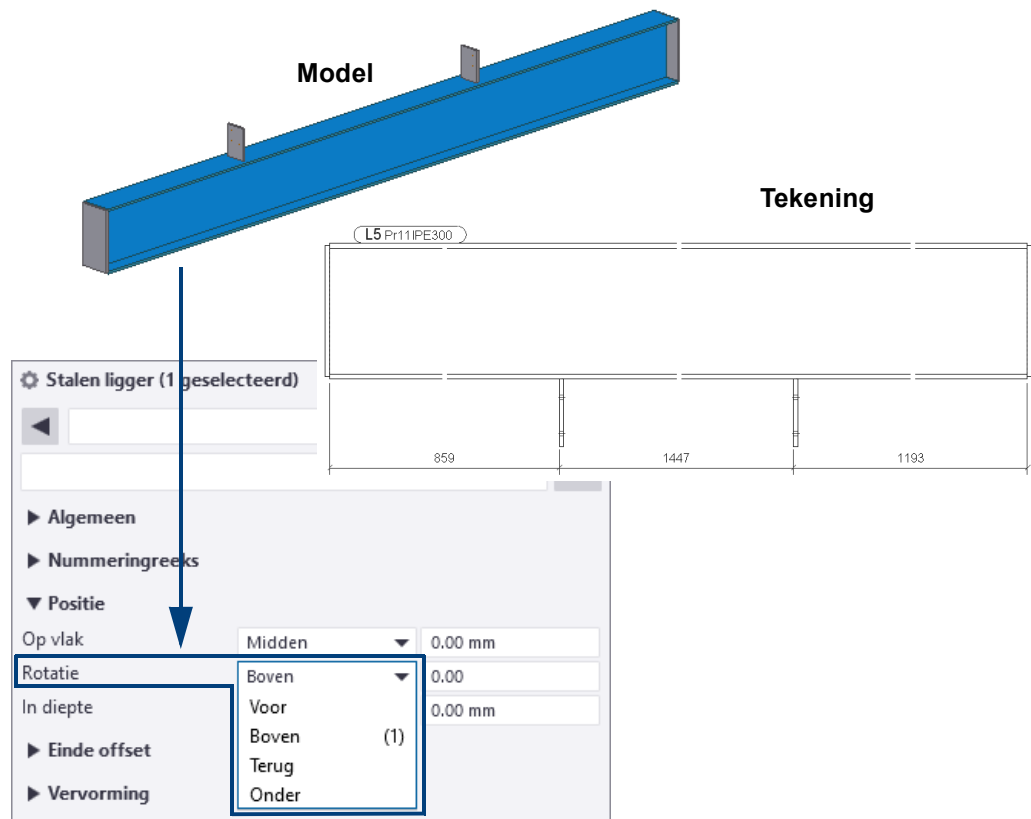 Model
Tekening
L5 Pr11IPE300
859 1447 1193
Stalen ligger (1 geselecteerd)
Algemeen
Nummeringreeks
Positie
Op vlak Midden 0.00 mm
Rotatie Boven 0.00
In diepte 0.00 mm
Voor
Boven (1)
Terug
Onder
Einde offset
Vervorming